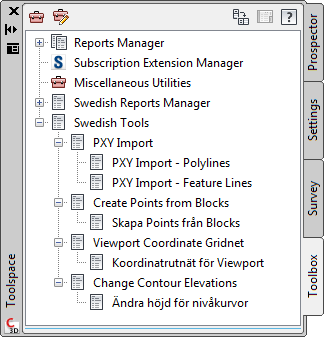 Reports Manager
S Subscription Extension Manager
Miscellaneous Utilities
Swedish Reports Manager
Swedish Tools
PXY Import
PXY Import - Polylines
PXY Import - Feature Lines
Create Points from Blocks
Skapa Points från Blocks
Viewport Coordinate Gridnet
Koordinatrutnät för Viewport
Change Contour Elevations
Ändra höjd för nivåkurvor
Prospector
Settings
Survey
Toolbox
Toolspace
C3D
?